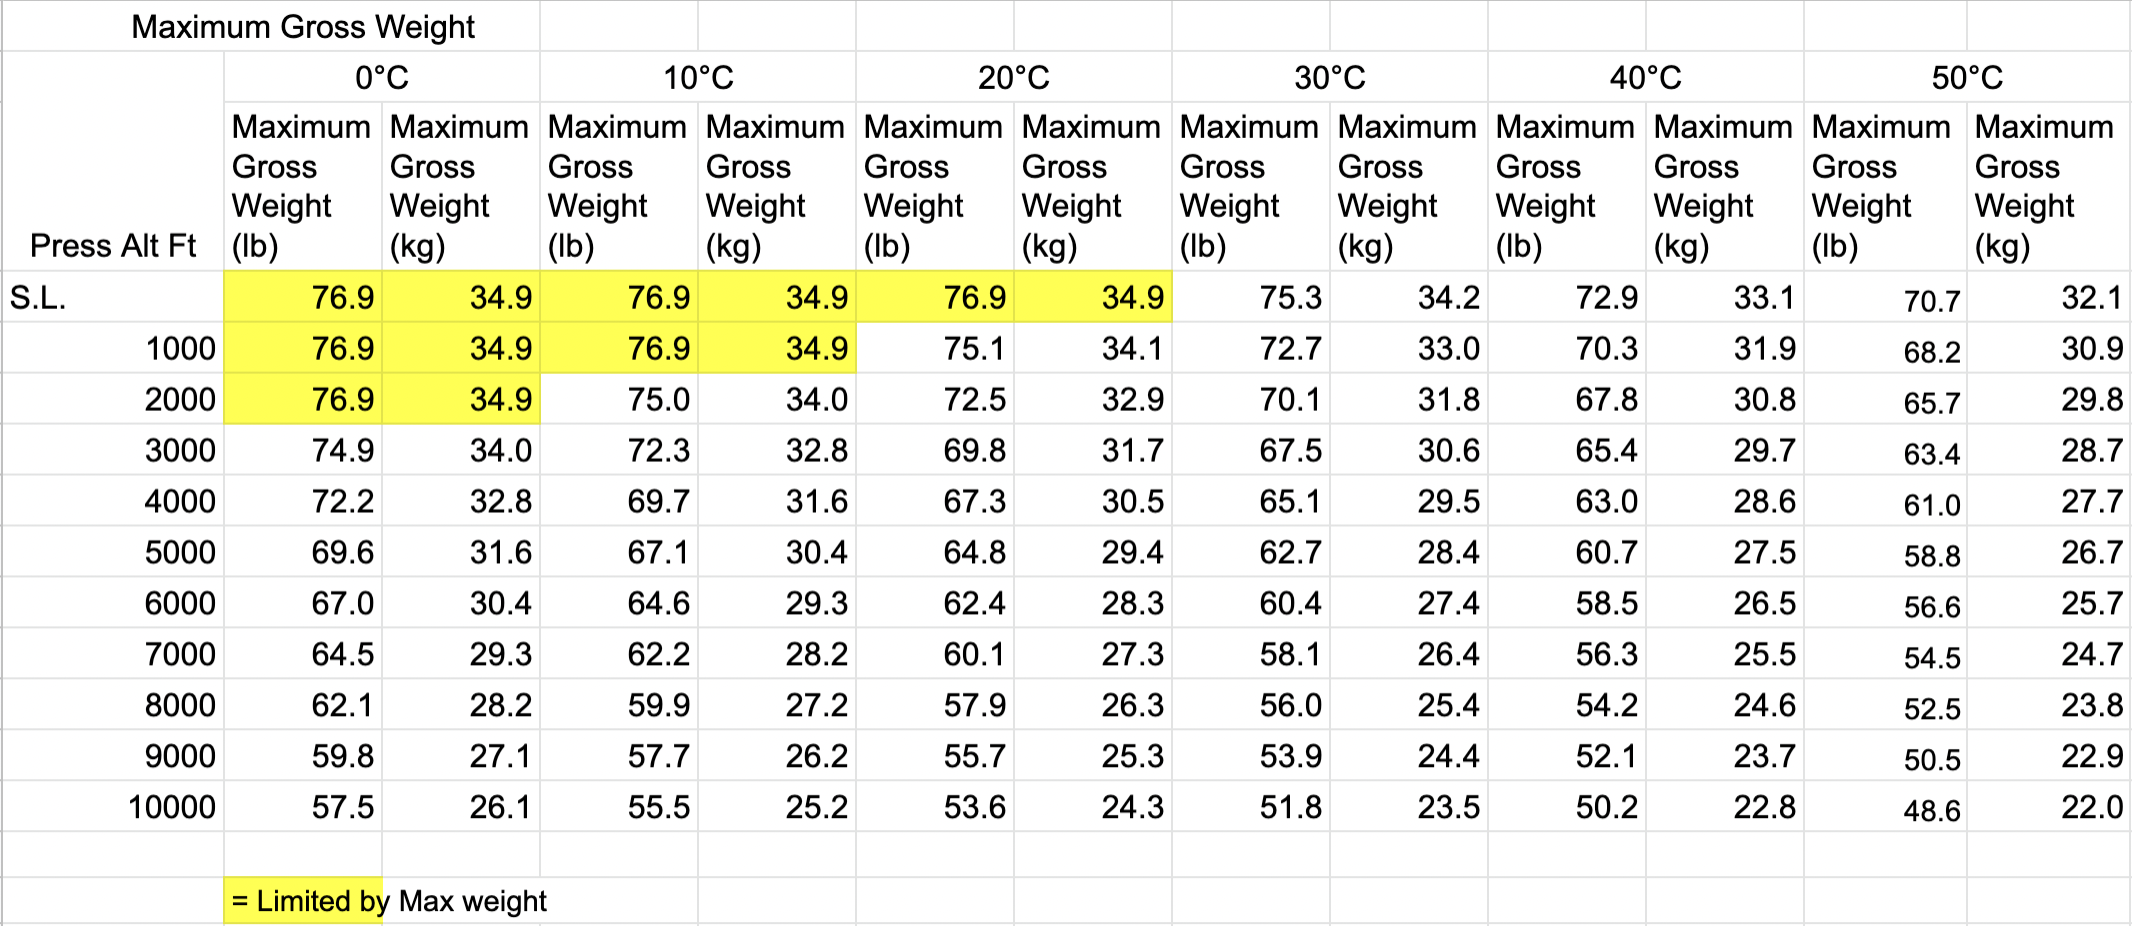 Maximum Gross Weight
0°C 10°C 20°C 30°C 40°C 50°C
Press Alt Ft Maximum Gross Weight (lb) Maximum Gross Weight (kg) Maximum Gross Weight (lb) Maximum Gross Weight (kg) Maximum Gross Weight (lb) Maximum Gross Weight (kg) Maximum Gross Weight (lb) Maximum Gross Weight (kg) Maximum Gross Weight (lb) Maximum Gross Weight (kg) Maximum Gross Weight (lb) Maximum Gross Weight (kg)
S.L. 76.9 34.9 76.9 34.9 76.9 34.9 75.3 34.2 72.9 33.1 70.7 32.1
1000 76.9 34.9 76.9 34.9 75.1 34.1 72.7 33.0 70.3 31.9 68.2 30.9
2000 76.9 34.9 75.0 34.0 72.5 32.9 70.1 31.8 67.8 30.8 65.7 29.8
3000 74.9 34.0 72.3 32.8 69.8 31.7 67.5 30.6 65.4 29.7 63.4 28.7
4000 72.2 32.8 69.7 31.6 67.3 30.5 65.1 29.5 63.0 28.6 61.0 27.7
5000 69.6 31.6 67.1 30.4 64.8 29.4 62.7 28.4 60.7 27.5 58.8 26.7
6000 67.0 30.4 64.6 29.3 62.4 28.3 60.4 27.4 58.5 26.5 56.6 25.7
7000 64.5 29.3 62.2 28.2 60.1 27.3 58.1 26.4 56.3 25.5 54.5 24.7
8000 62.1 28.2 59.9 27.2 57.9 26.3 56.0 25.4 54.2 24.6 52.5 23.8
9000 59.8 27.1 57.7 26.2 55.7 25.3 53.9 24.4 52.1 23.7 50.5 22.9
10000 57.5 26.1 55.5 25.2 53.6 24.3 51.8 23.5 50.2 22.8 48.6 22.0
= Limited by Max weight